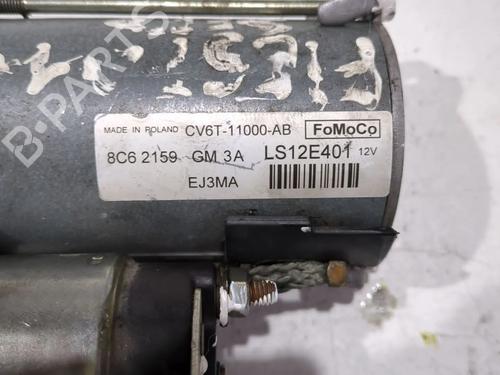 B-PARTS
MADE IN POLAND CV6T-11000-AB FoMoCo
8C6 2159 GM 3A LS12E401 12V
EJ3MA